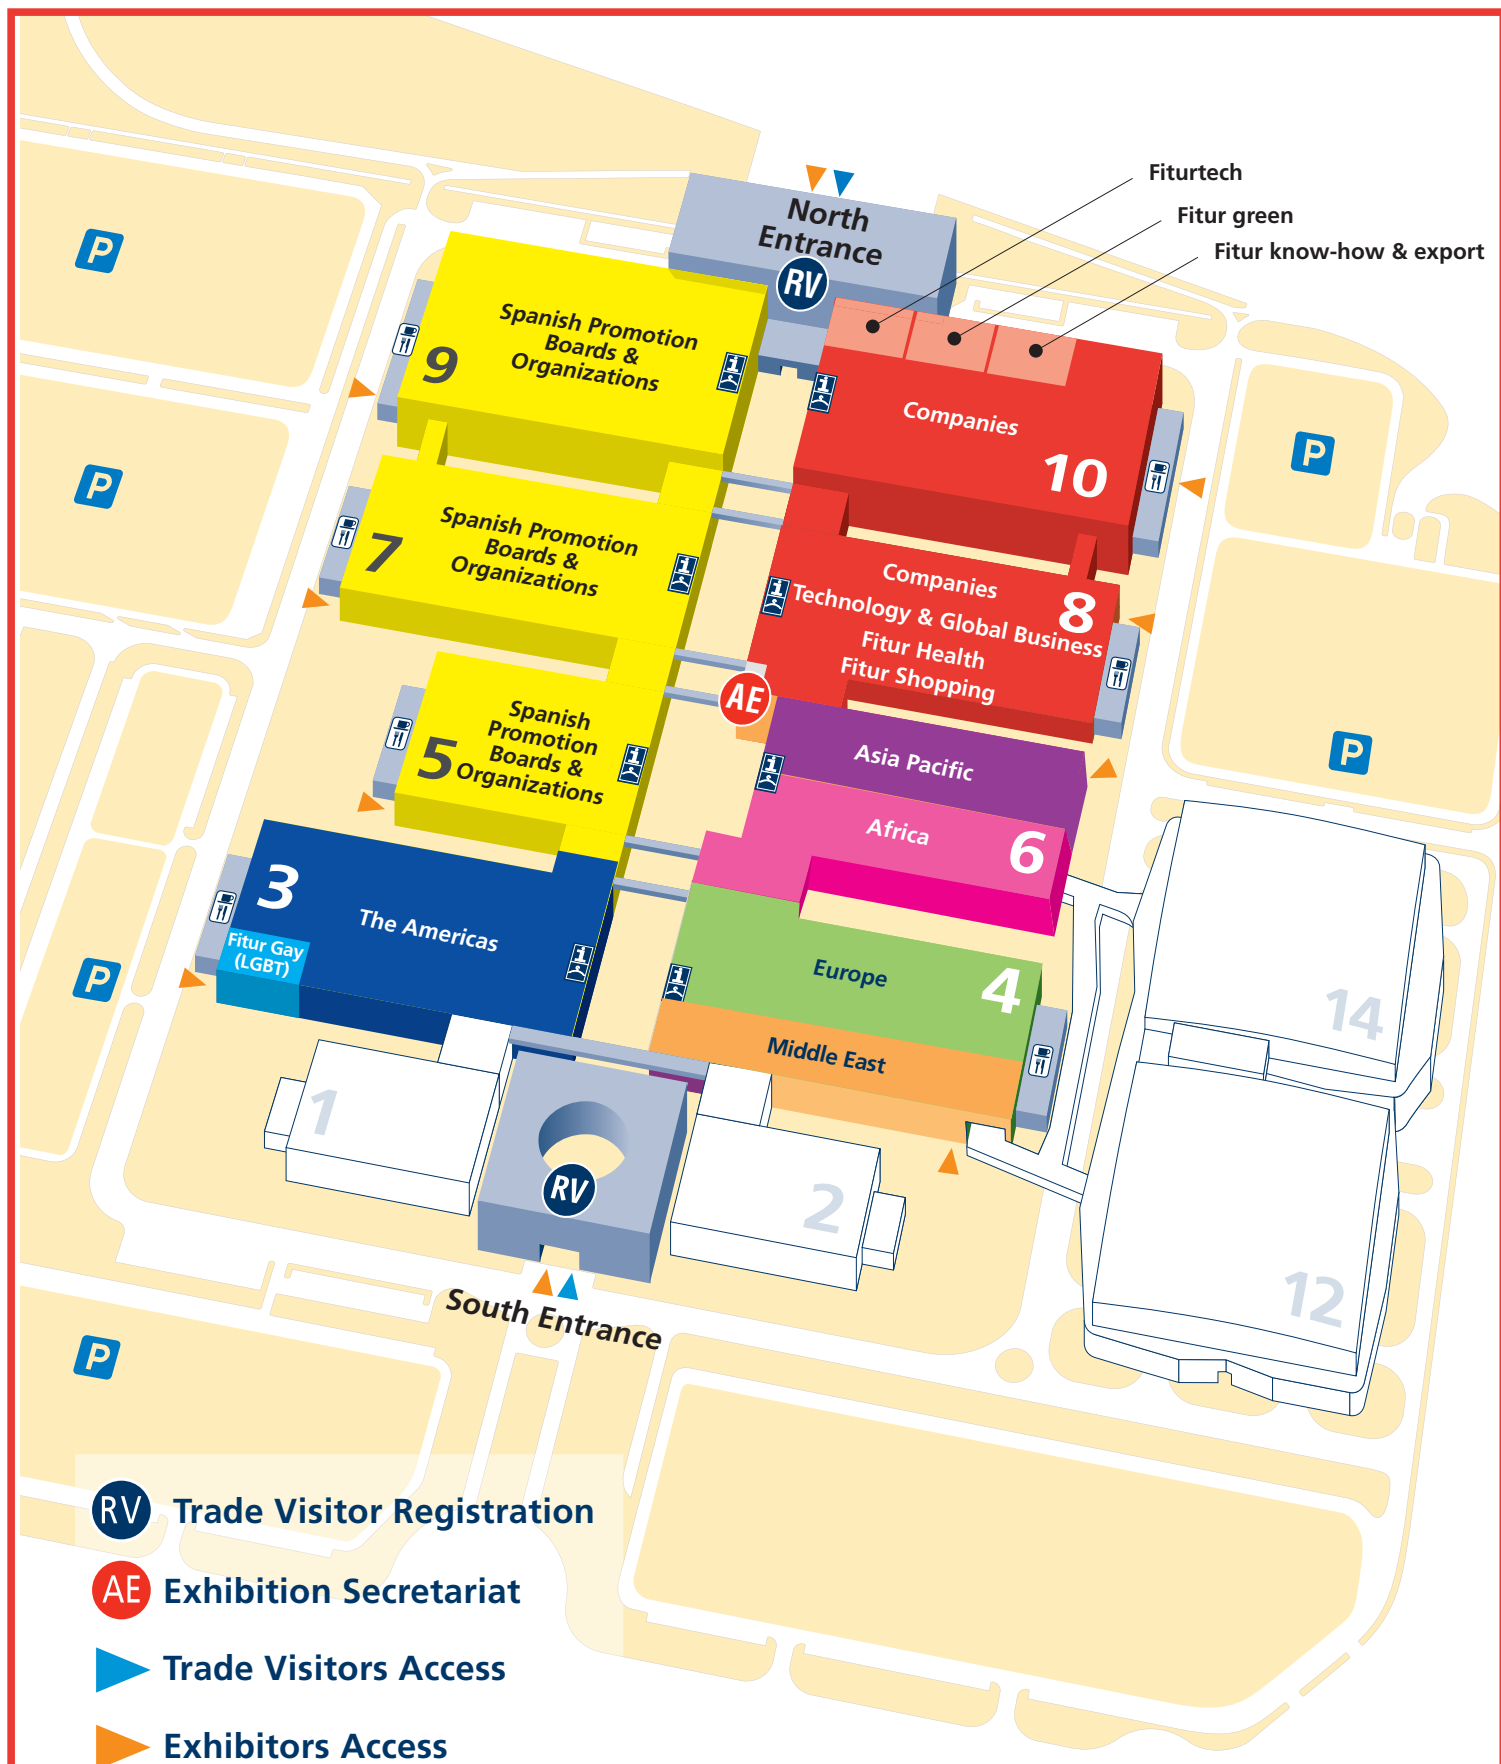 Fiturtech
Fitur green
Fitur know-how & export
North
Entrance
RV
Spanish Promotion
Boards &
Organizations
9
Companies
10
Spanish Promotion
Boards &
Organizations
7
Companies
8
Technology & Global Business
Fitur Health
Fitur Shopping
AE
Spanish
Promotion
Boards &
Organizations
5
Asia Pacific
Africa
6
3
The Americas
Fitur Gay
(LGBT)
Europe
4
Middle East
14
1
RV
2
12
South Entrance
P
P
P
P
P
P
i
i
i
i
i
i
i
i
RV Trade Visitor Registration
AE Exhibition Secretariat
Trade Visitors Access
Exhibitors Access